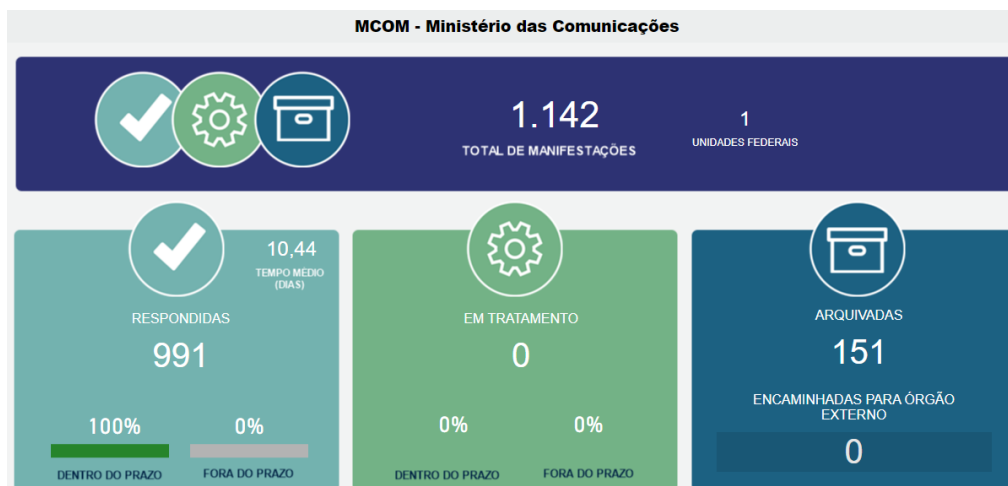 MCOM - Ministério das Comunicações
1.142
TOTAL DE MANIFESTAÇÕES
1
UNIDADES FEDERAIS
10,44
TEMPO MÉDIO
(DIAS)
RESPONDIDAS
991
100%
0%
DENTRO DO PRAZO
FORA DO PRAZO
EM TRATAMENTO
0
0%
0%
DENTRO DO PRAZO
FORA DO PRAZO
ARQUIVADAS
151
ENCAMINHADAS PARA ÓRGÃO
EXTERNO
0